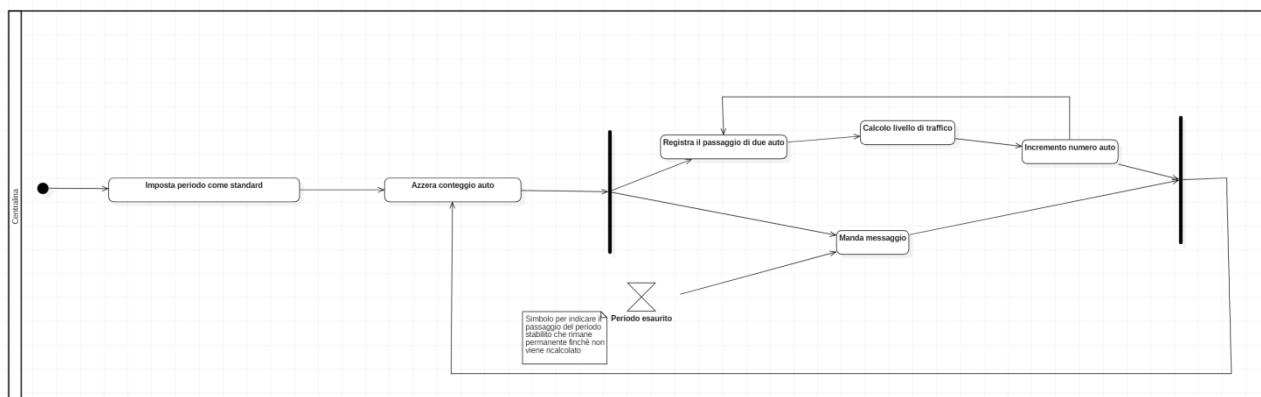 Centralina
Imposta periodo come standard
Azzera conteggio auto
Registra il passaggio di due auto
Calcolo livello di traffico
Incremento numero auto
Manda messaggio
Periodo esaurito
Simbolo per indicare il
passaggio del periodo
stabilito che rimane
permanente finchè non
viene ricalcolato